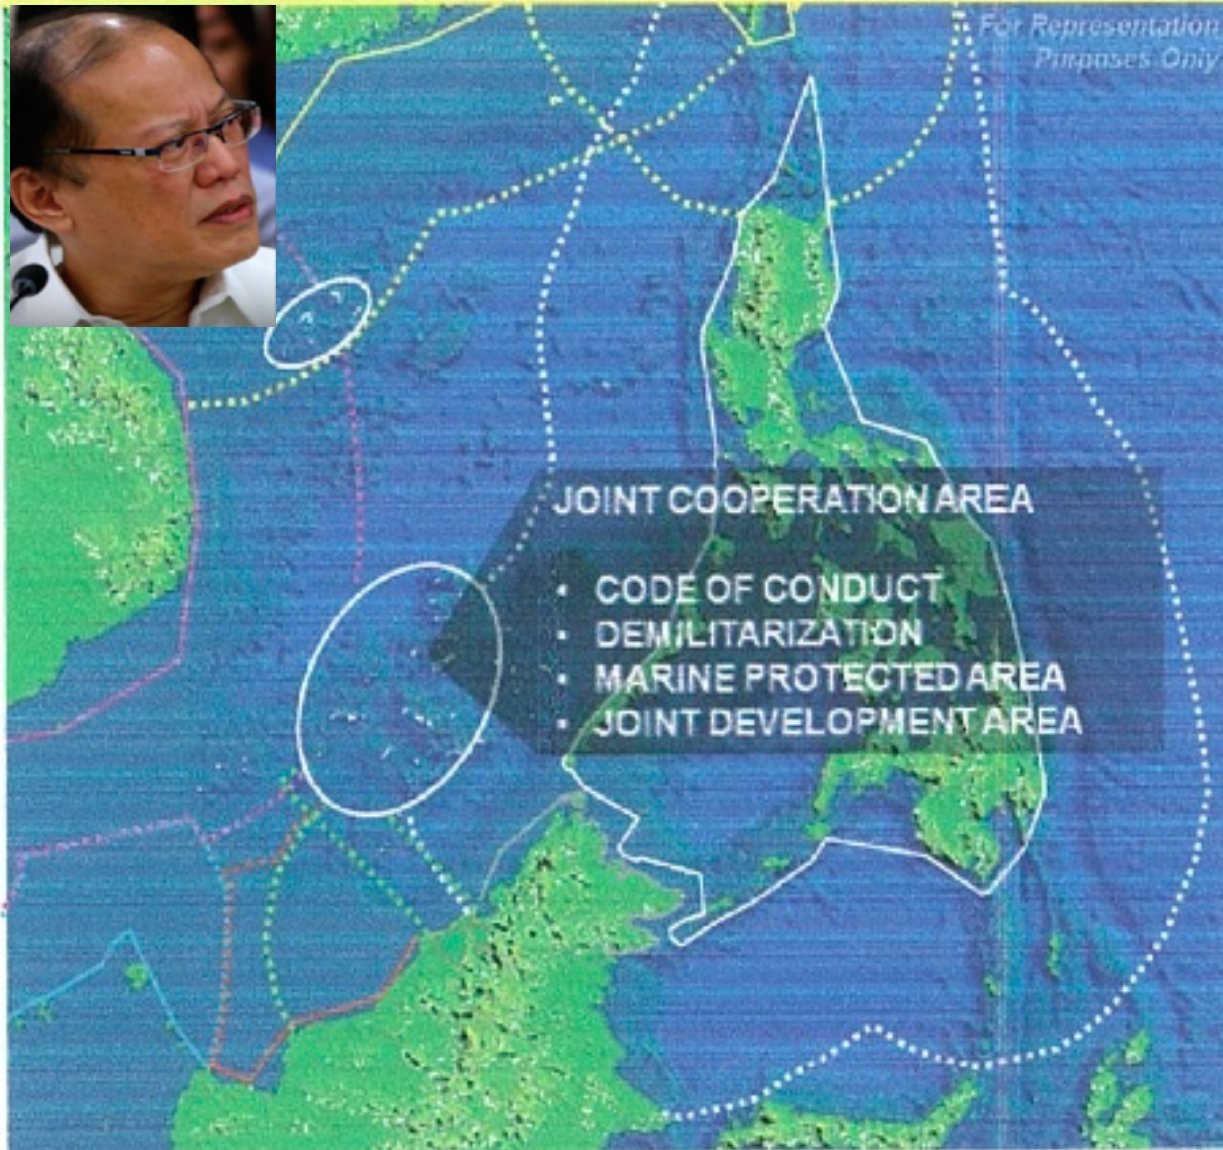 For Representation
Purposes Only
JOINT COOPERATION AREA
• CODE OF CONDUCT
• DEMILITARIZATION
• MARINE PROTECTED AREA
• JOINT DEVELOPMENT AREA